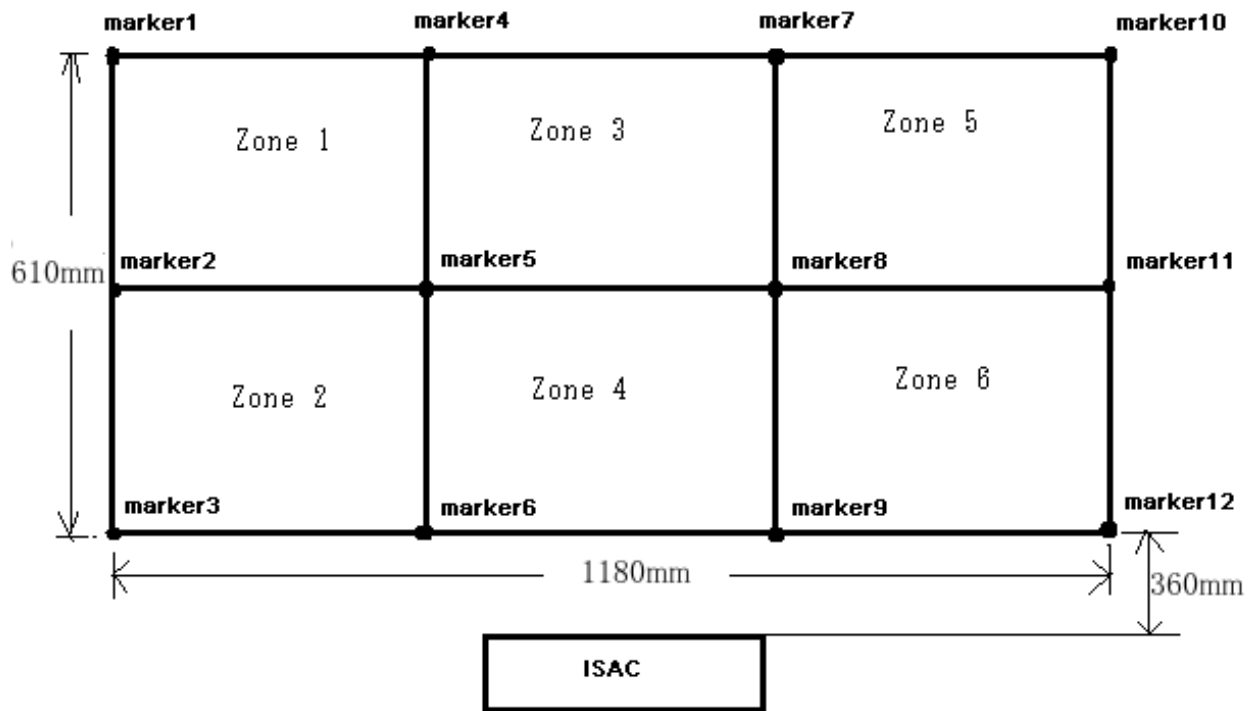 marker1
marker4
marker7
marker10
Zone 1
Zone 3
Zone 5
marker2
marker5
marker8
marker11
610mm
Zone 2
Zone 4
Zone 6
marker3
marker6
marker9
marker12
1180mm
360mm
ISAC